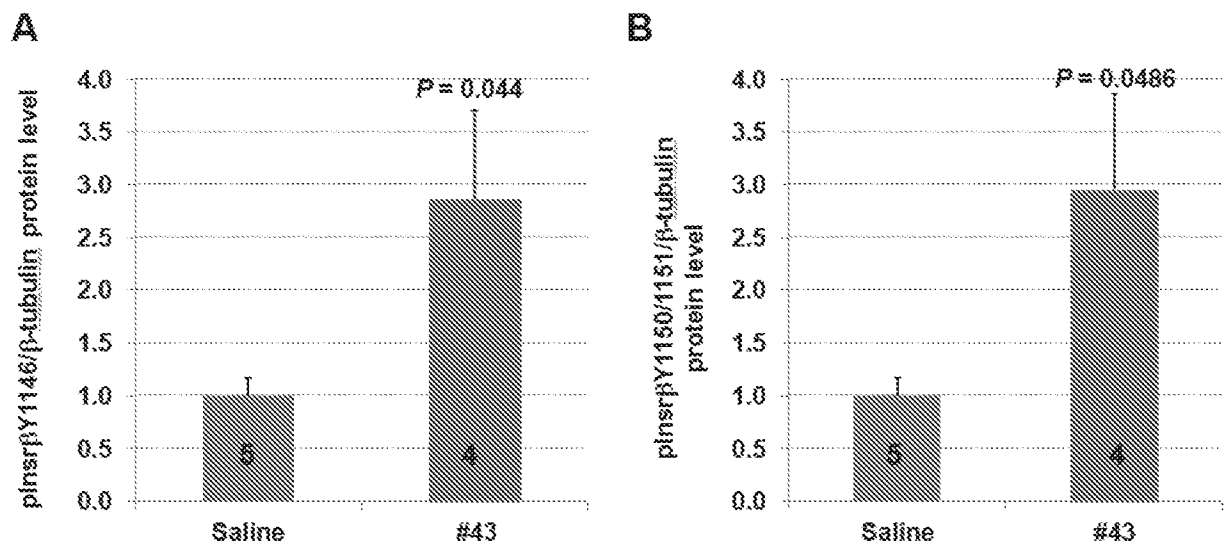 A
pInsrβY1146/β-tubulin protein level
4.0
3.5
3.0
2.5
2.0
1.5
1.0
0.5
0.0
P = 0.044
5
4
Saline
#43
B
pInsrβY1150/1151/β-tubulin
protein level
4.0
3.5
3.0
2.5
2.0
1.5
1.0
0.5
0.0
P = 0.0486
5
4
Saline
#43